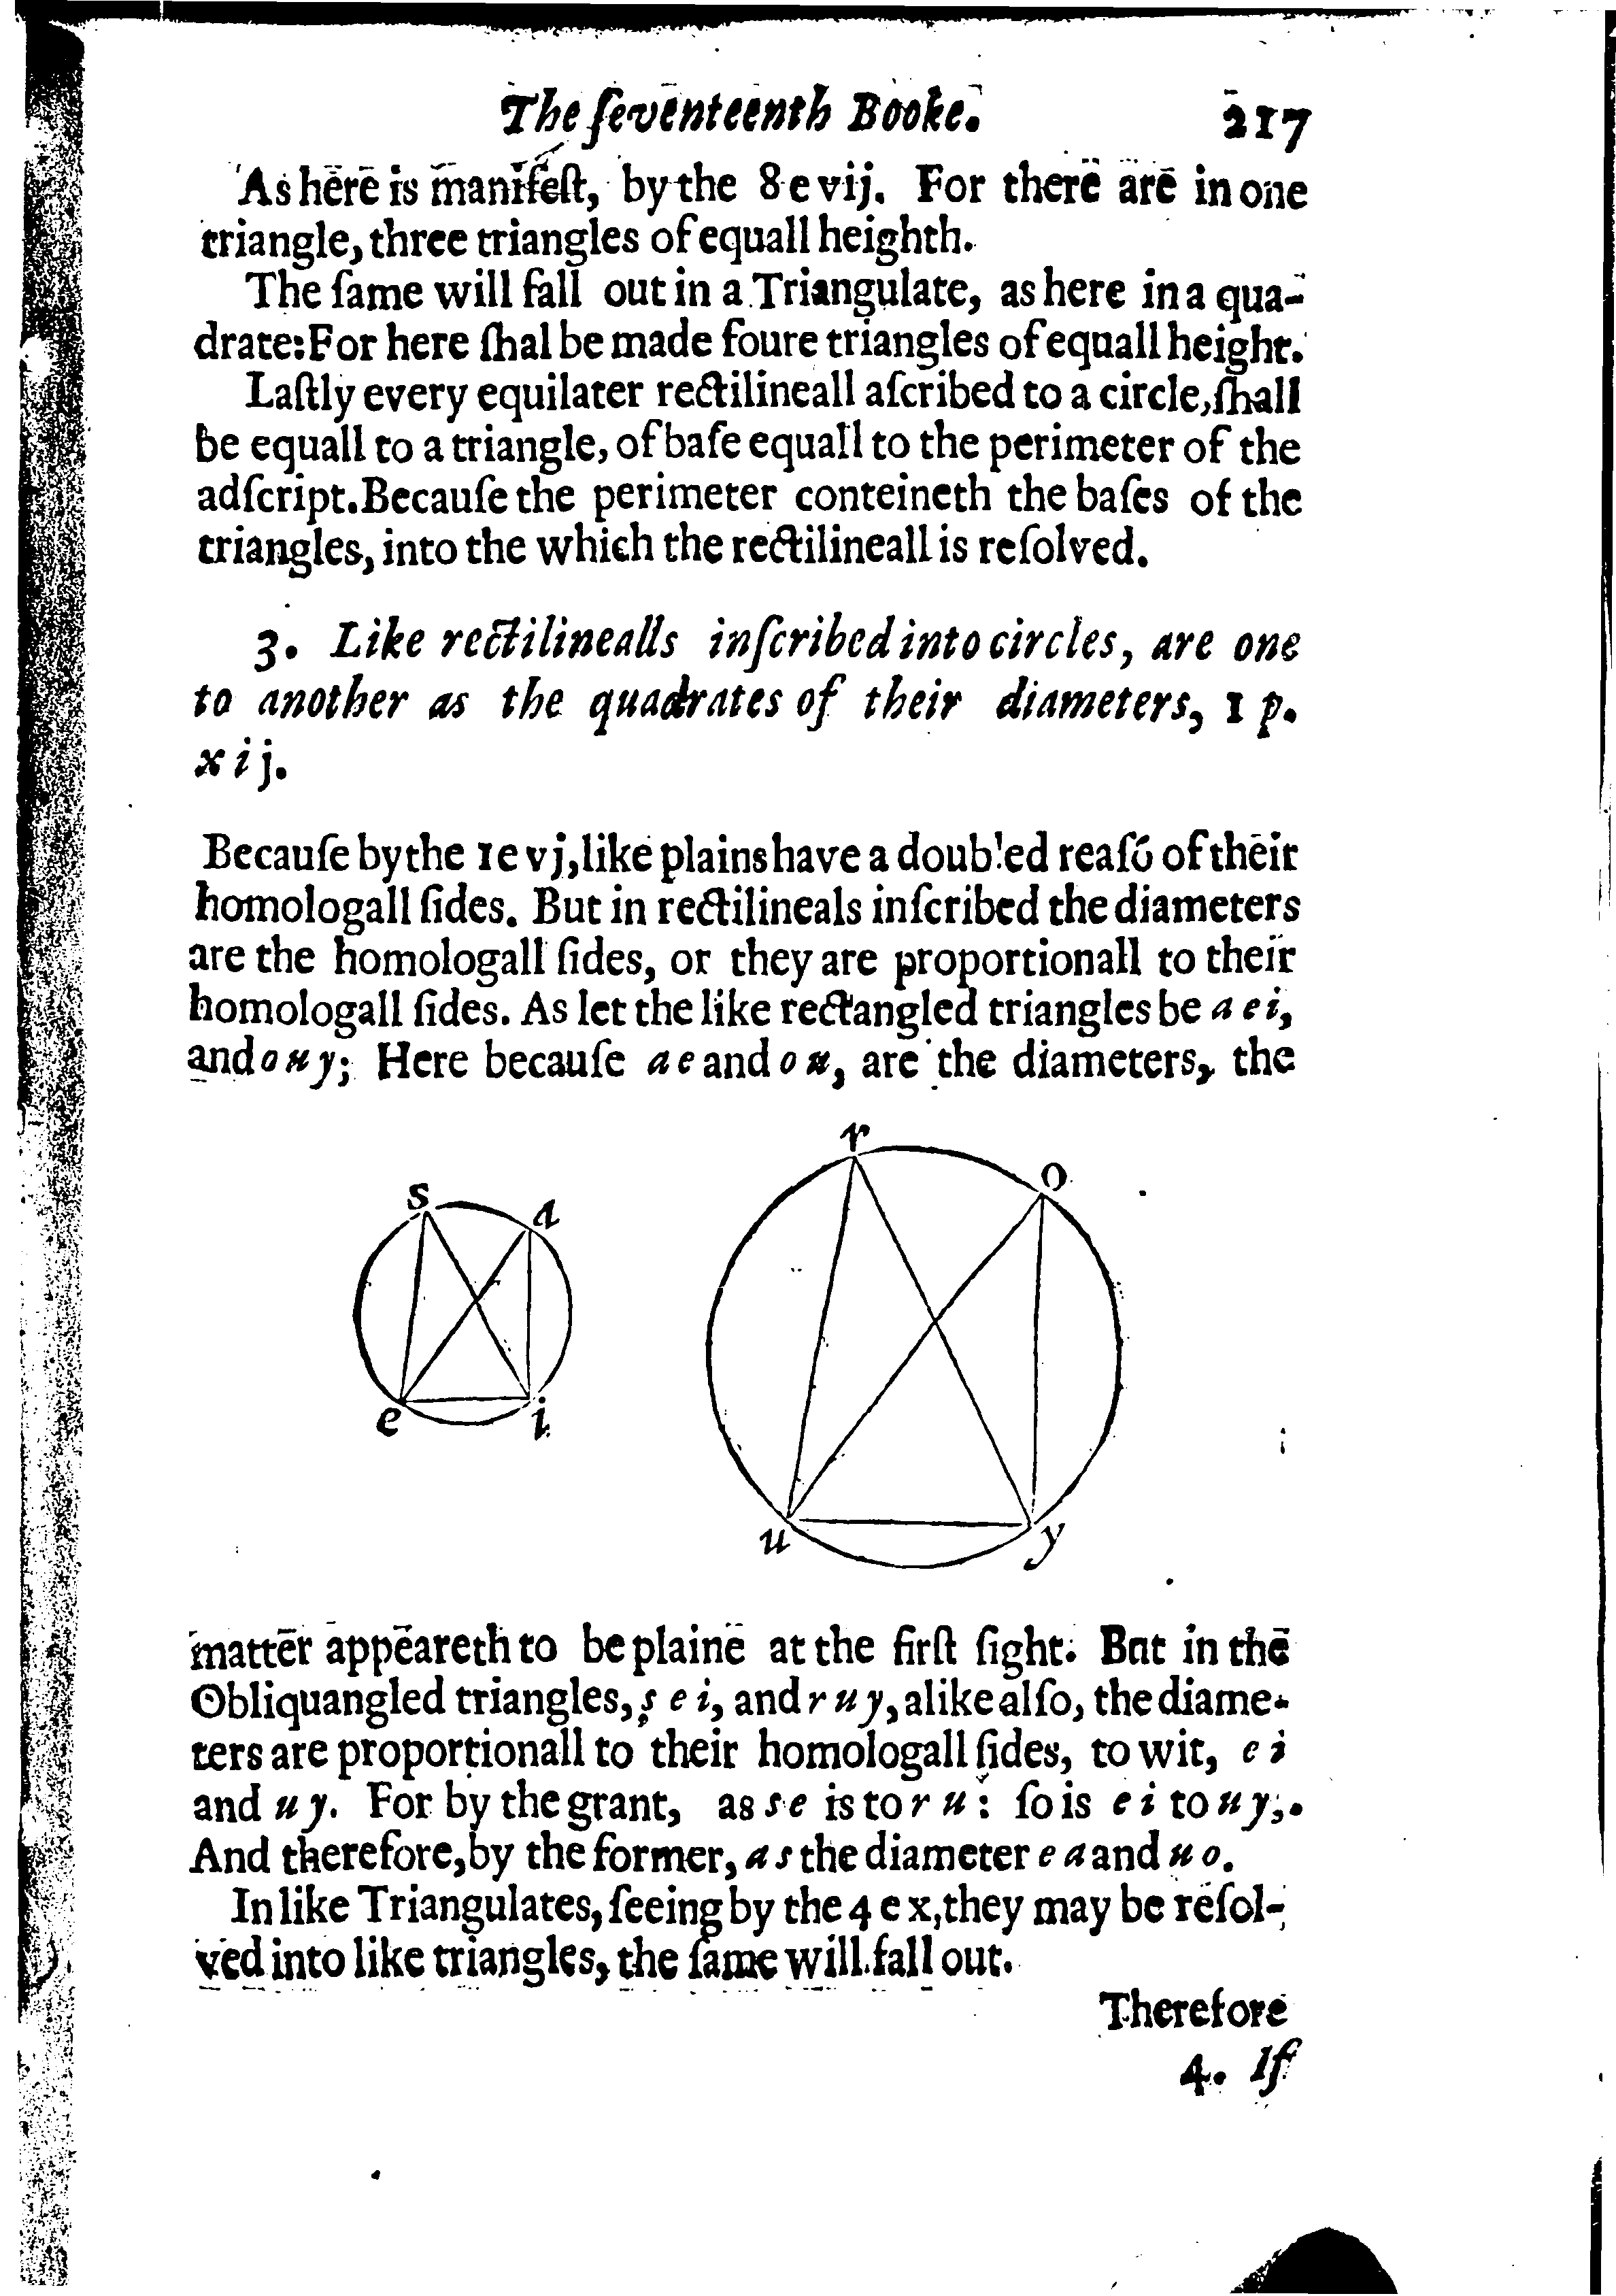 The ſeventeenth Booke. 217
As here is manifeſt, by the 8 e vij. For there are in one
triangle, three triangles of equall heighth.
The ſame will fall out in a Triangulate, as here in a qua-
drate: For here ſhal be made foure triangles of equall height.
Laſtly every equilater rectilineall aſcribed to a circle, ſhall
be equall to a triangle, of baſe equall to the perimeter of the
adſcript. Becauſe the perimeter conteineth the baſes of the
triangles, into the which the rectilineall is reſolved.
3. Like rectilinealls inſcribed into circles, are one
to another as the quadrates of their diameters, 1 p.
xij.
Becauſe by the 1 e vj, like plains have a doubled reaſō of their
homologall ſides. But in rectilineals inſcribed the diameters
are the homologall ſides, or they are proportionall to their
homologall ſides. As let the like rectangled triangles be a e i,
and o u y; Here becauſe a e and o u, are the diameters, the
r
o
s
a
e
i
u
y
matter appeareth to be plaine at the firſt ſight. But in the
Obliquangled triangles, s e i, and r u y, alike alſo, the diame-
ters are proportionall to their homologall ſides, to wit, e i
and u y. For by the grant, as s e is to r u: ſo is e i to u y,.
And therefore, by the former, as the diameter e a and u o.
In like Triangulates, ſeeing by the 4 e x, they may be reſol-
ved into like triangles, the ſame will fall out.
Therefore
4. If